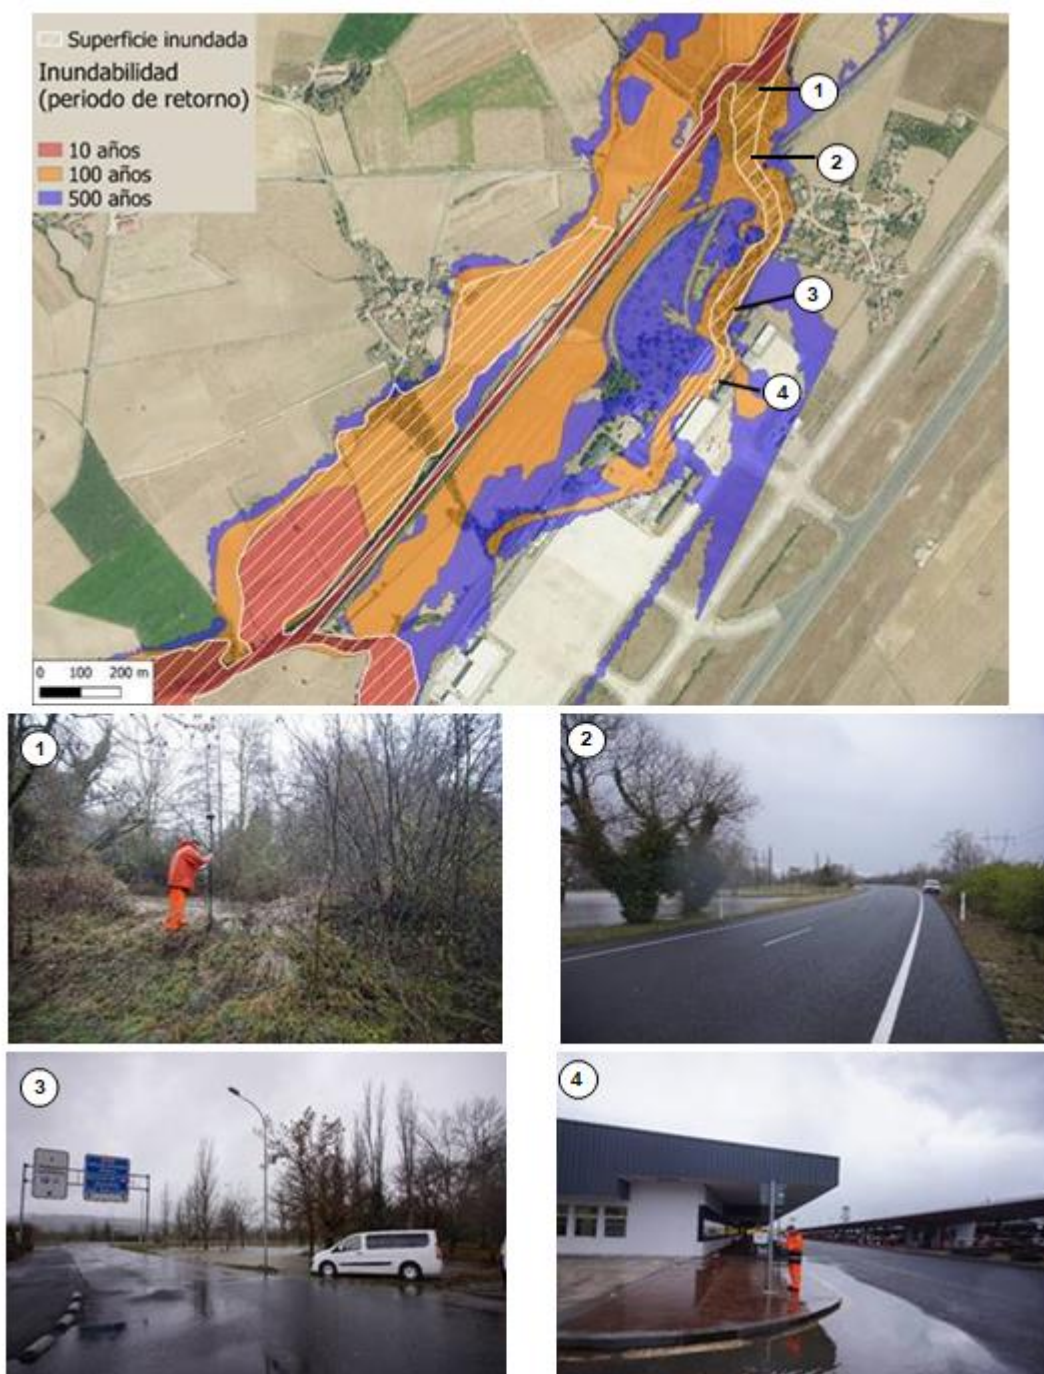 Superficie inundada
Inundabilidad
(periodo de retorno)
10 años
100 años
500 años
1
2
3
4
0 100 200 m
1
2
3
4